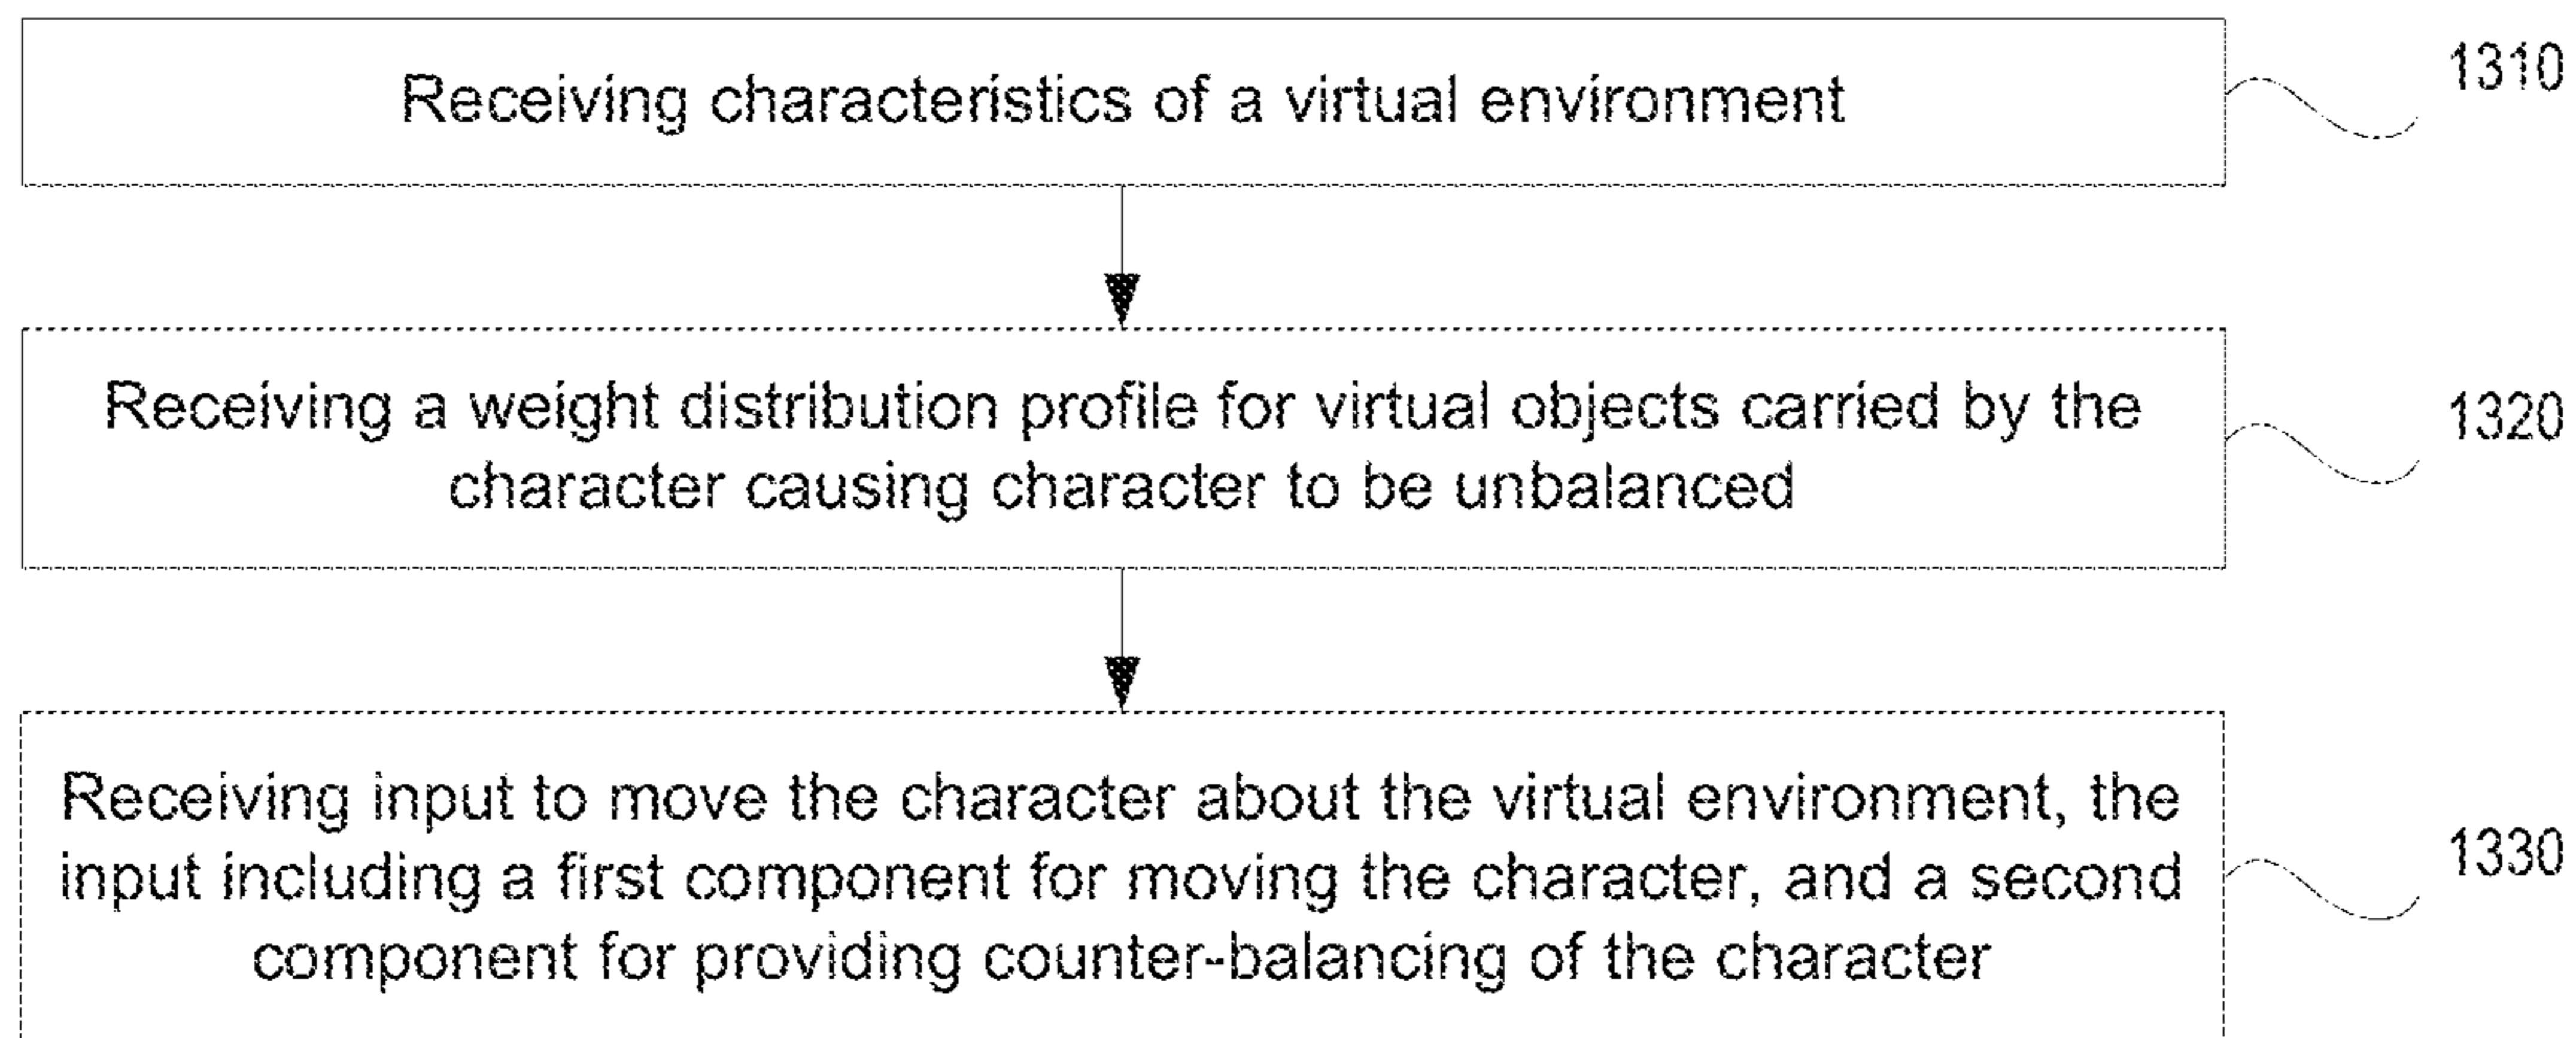 Receiving characteristics of a virtual environment
1310
Receiving a weight distribution profile for virtual objects carried by the
character causing character to be unbalanced
1320
Receiving input to move the character about the virtual environment, the
input including a first component for moving the character, and a second
component for providing counter-balancing of the character
1330